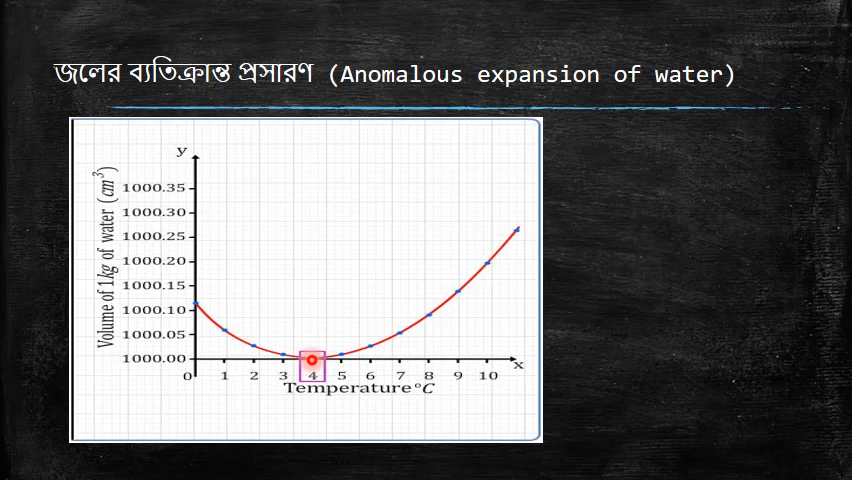 জলের ব্যতিক্রান্ত প্রসারণ (Anomalous expansion of water)
y
Volume of 1kg of water (cm³)
1000.35
1000.30
1000.25
1000.20
1000.15
1000.10
1000.05
1000.00
x
0 1 2 3 4 5 6 7 8 9 10
Temperature°C